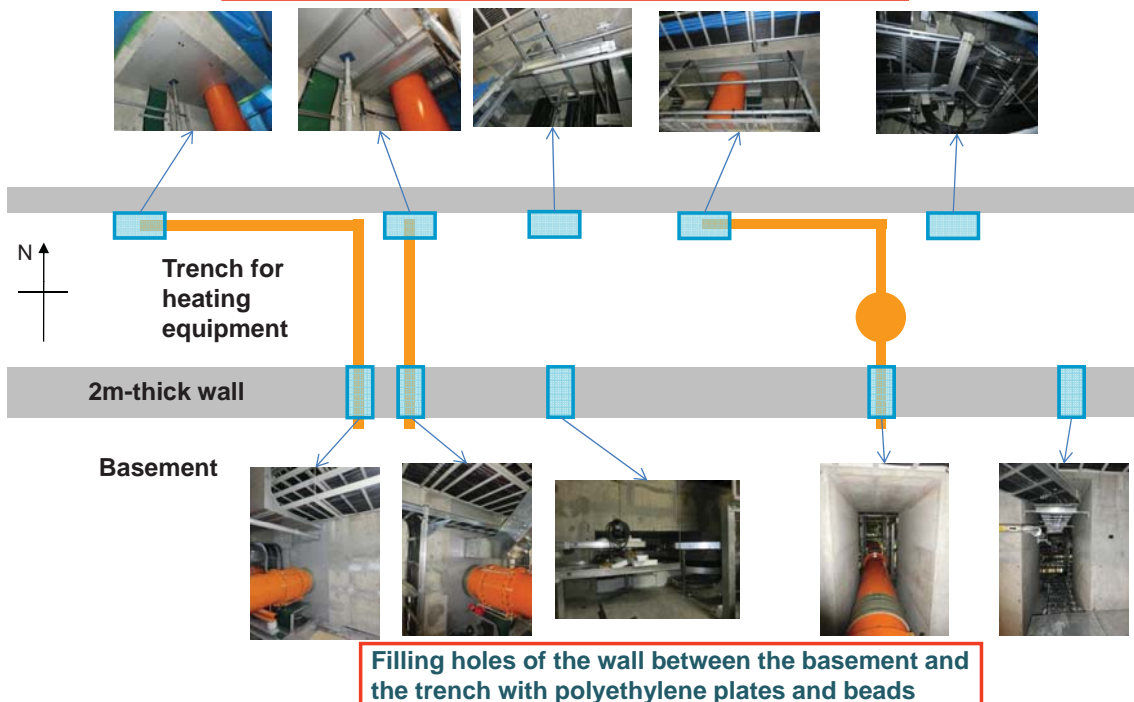 N
Trench for
heating
equipment
2m-thick wall
Basement
Filling holes of the wall between the basement and
the trench with polyethylene plates and beads